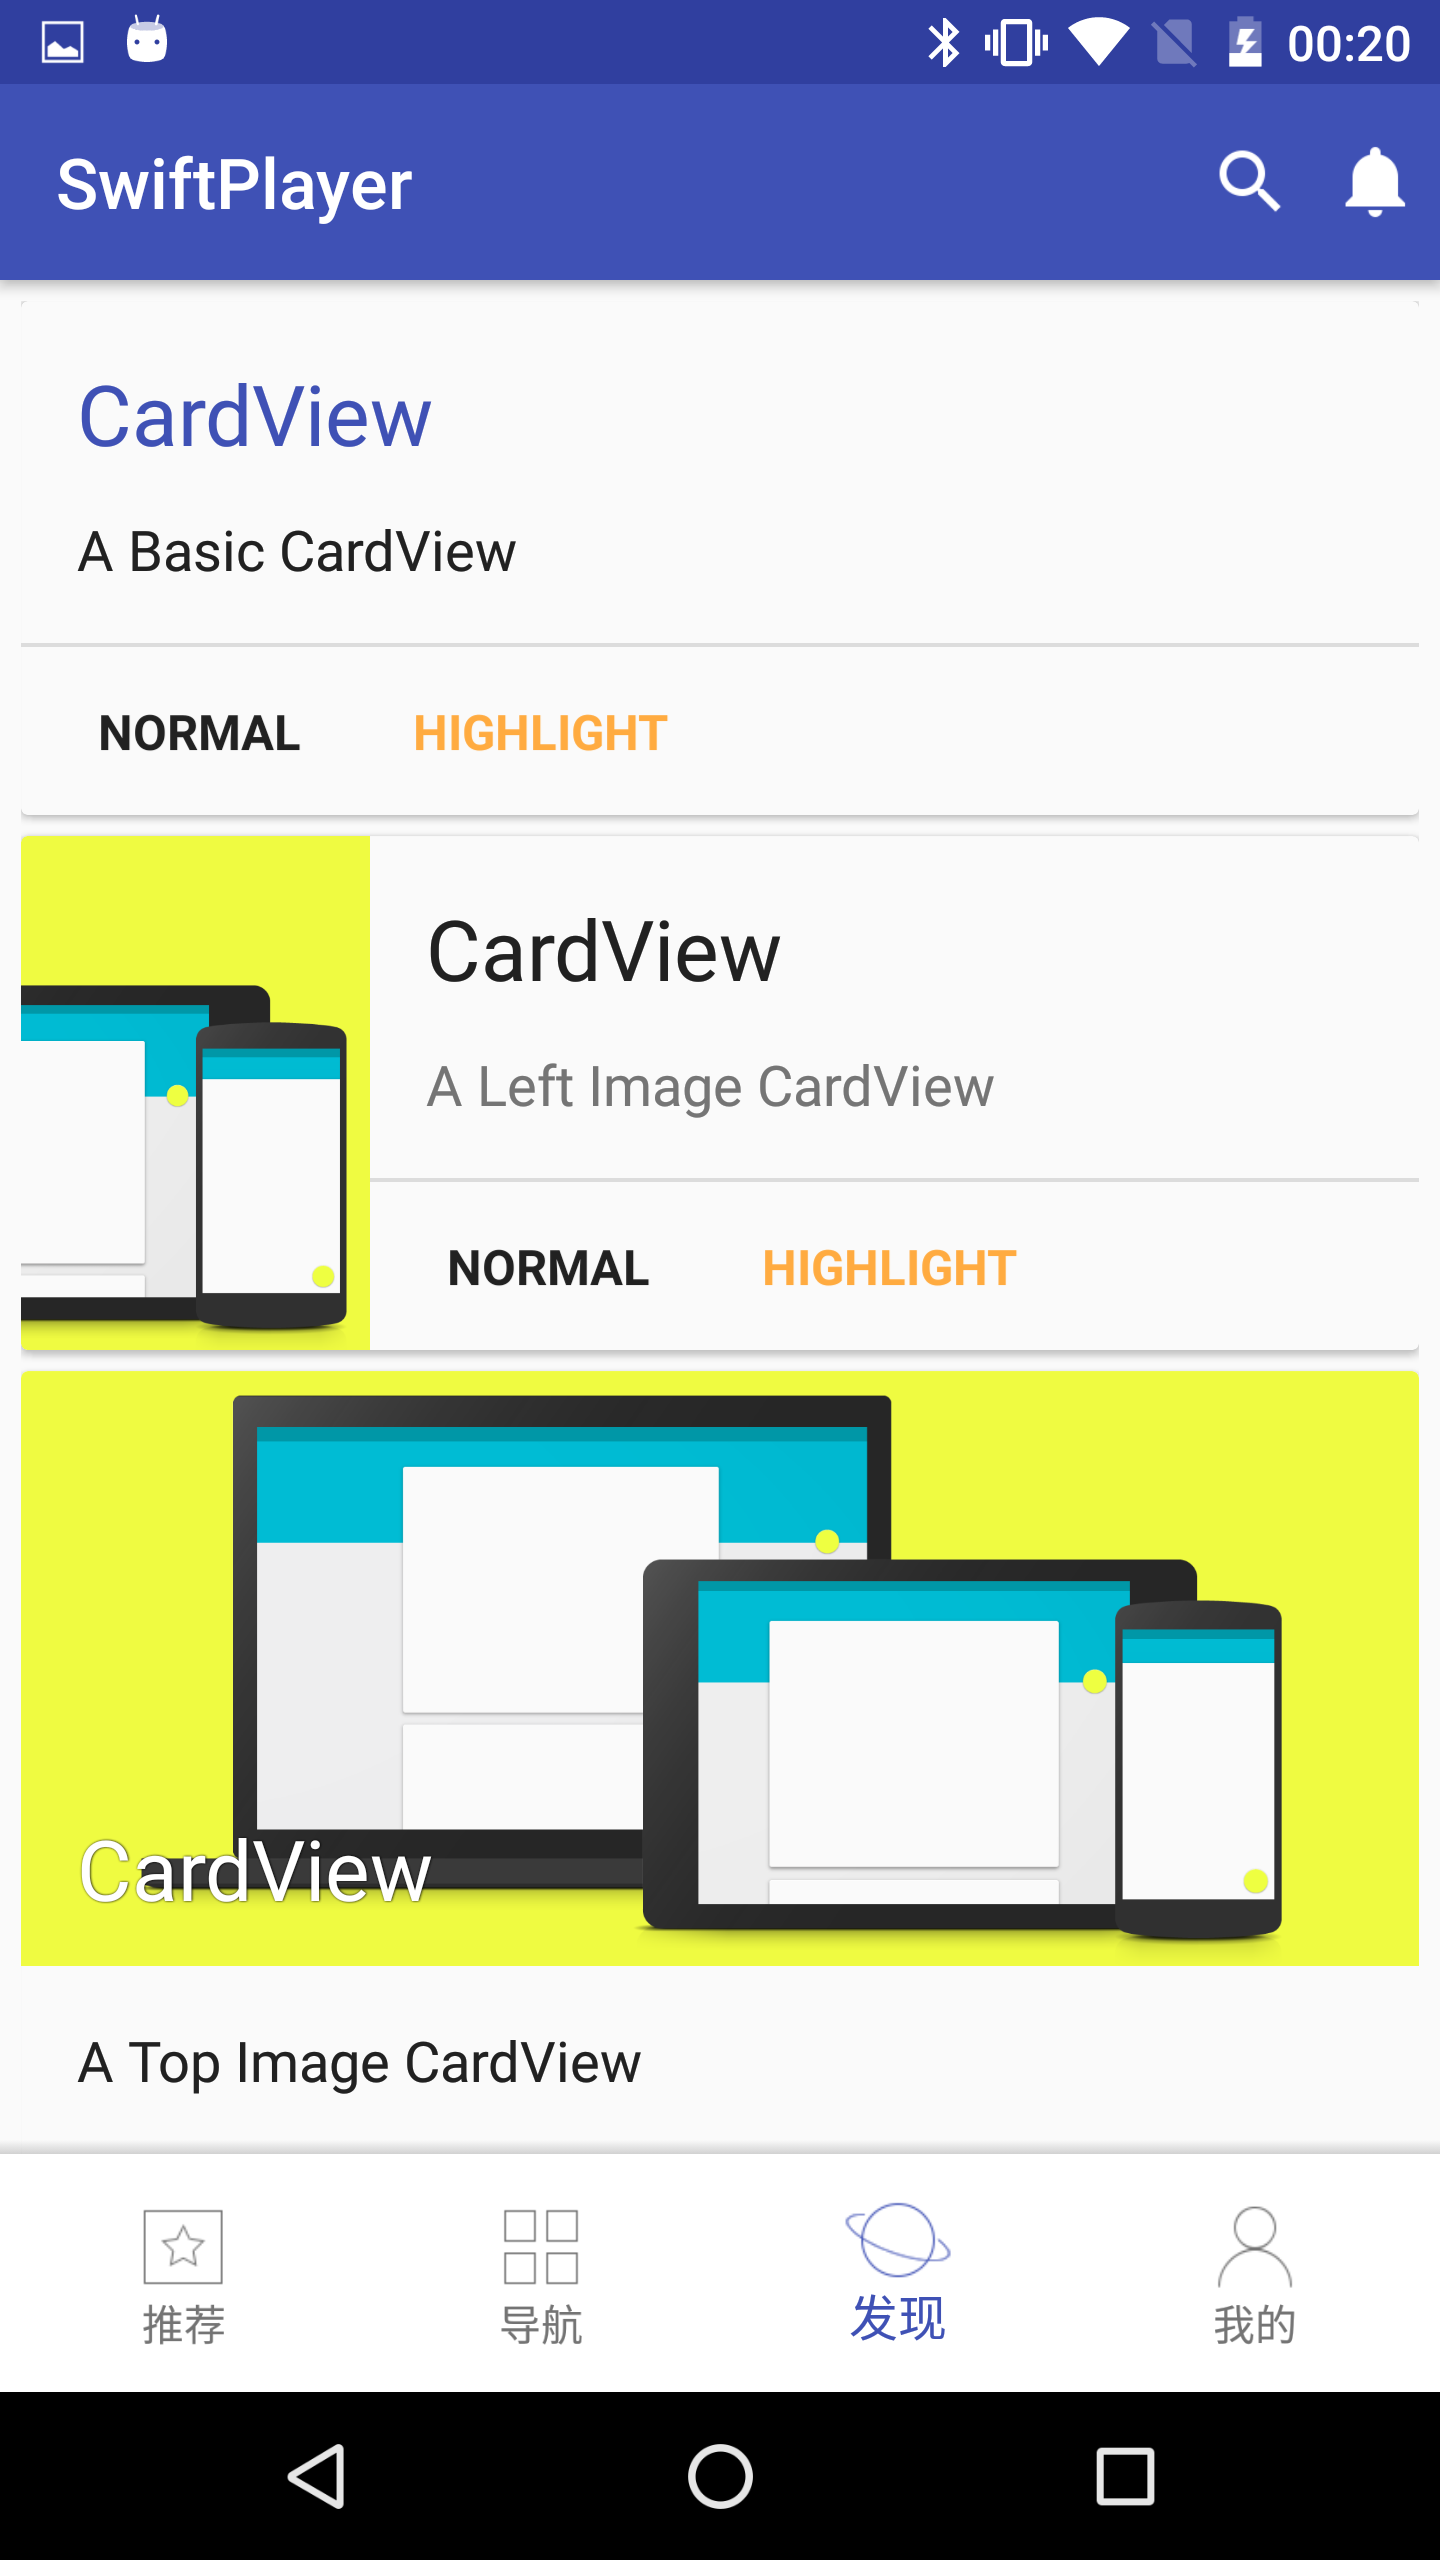 00:20
SwiftPlayer
CardView
A Basic CardView
NORMAL HIGHLIGHT
CardView
A Left Image CardView
NORMAL HIGHLIGHT
CardView
A Top Image CardView
推荐 导航 发现 我的